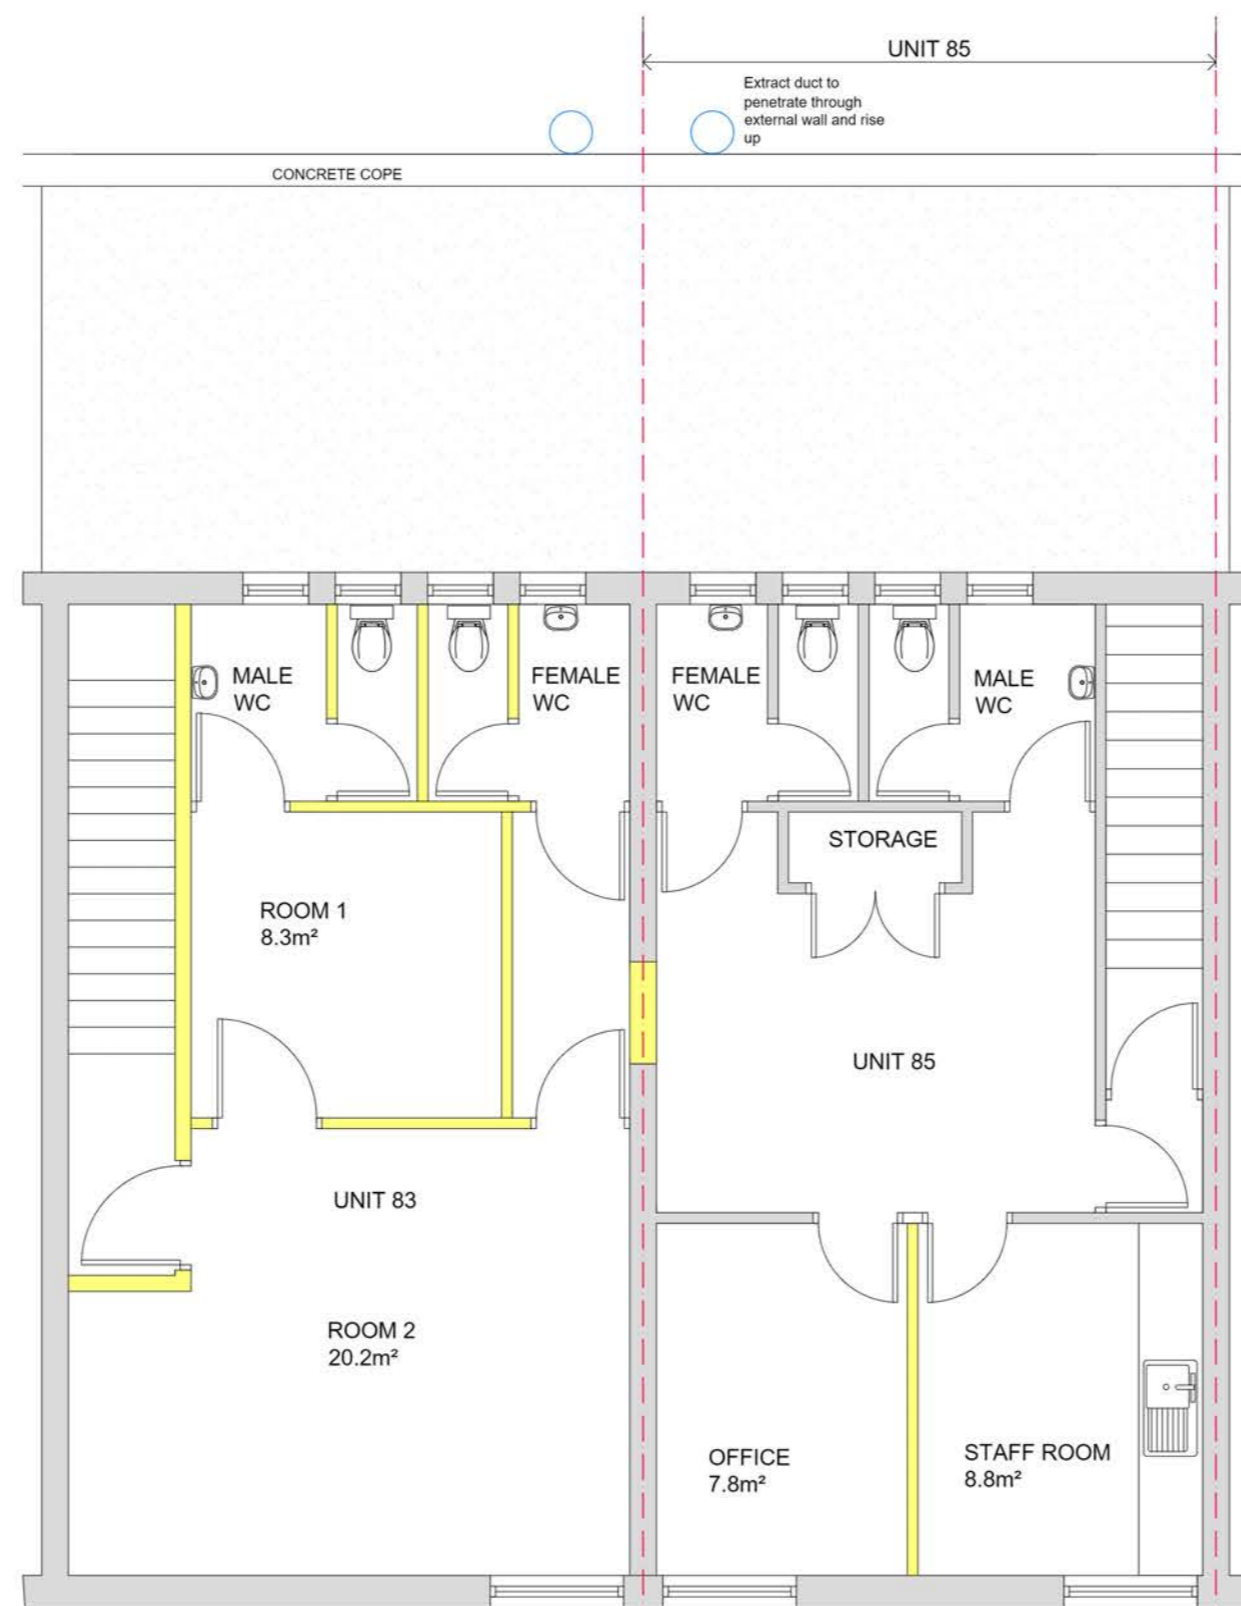 UNIT 85
Extract duct to
penetrate through
external wall and rise
up
CONCRETE COPE
MALE
WC
FEMALE
WC
FEMALE
WC
MALE
WC
STORAGE
ROOM 1
8.3m²
UNIT 85
UNIT 83
ROOM 2
20.2m²
OFFICE
7.8m²
STAFF ROOM
8.8m²